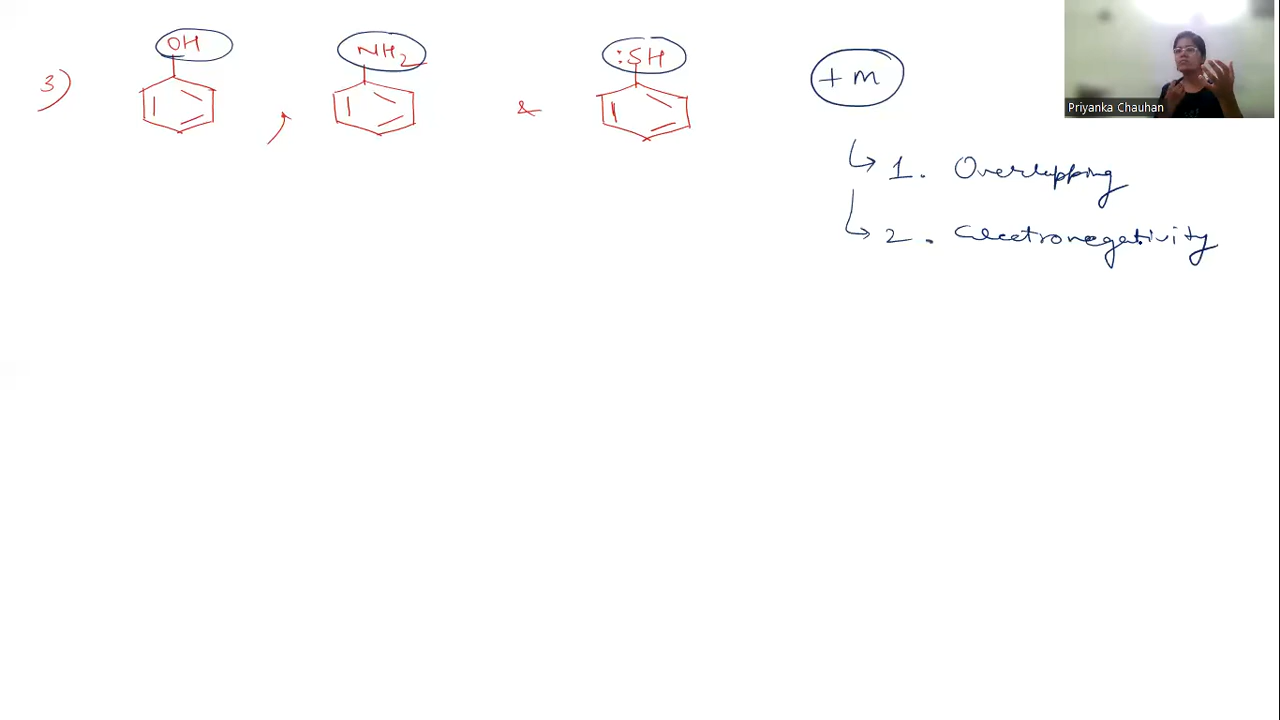 3) OH , NH2 & :SH + m
Priyanka Chauhan
↳ 1. Overlapping
↳ 2. Electronegativity